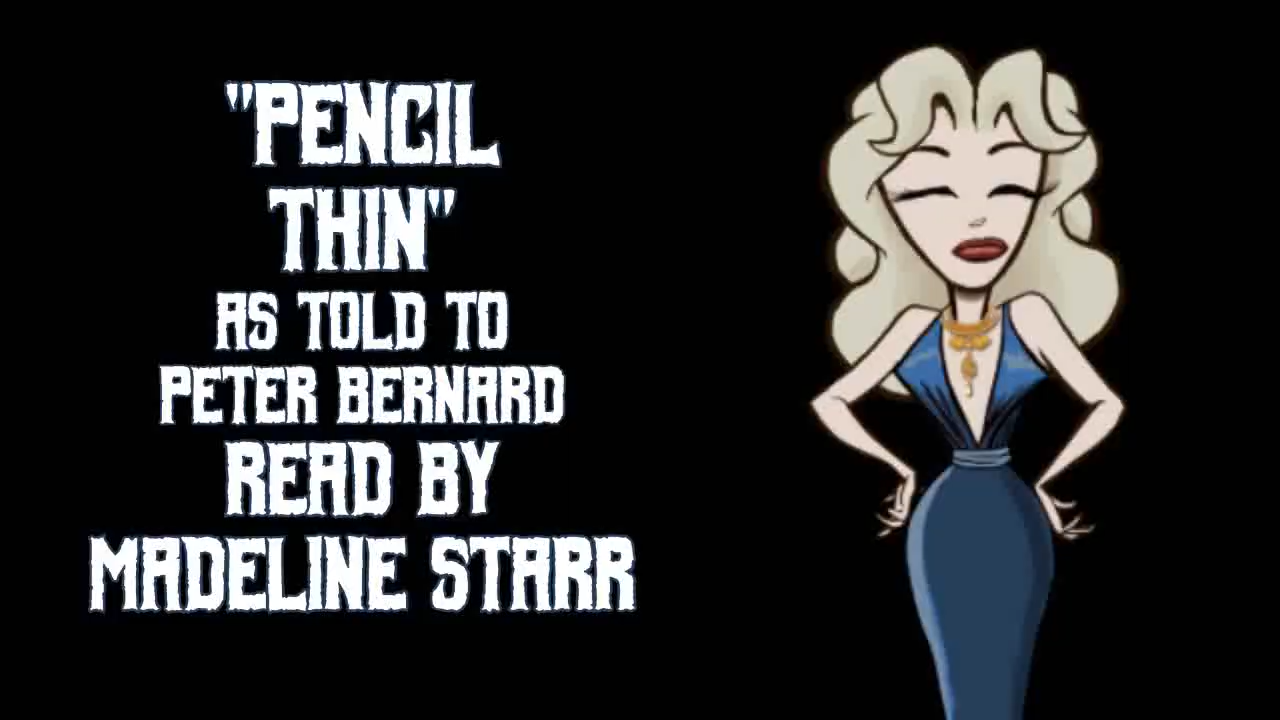 "PENCIL
THIN"
AS TOLD TO
PETER BERNARD
READ BY
MADELINE STARR